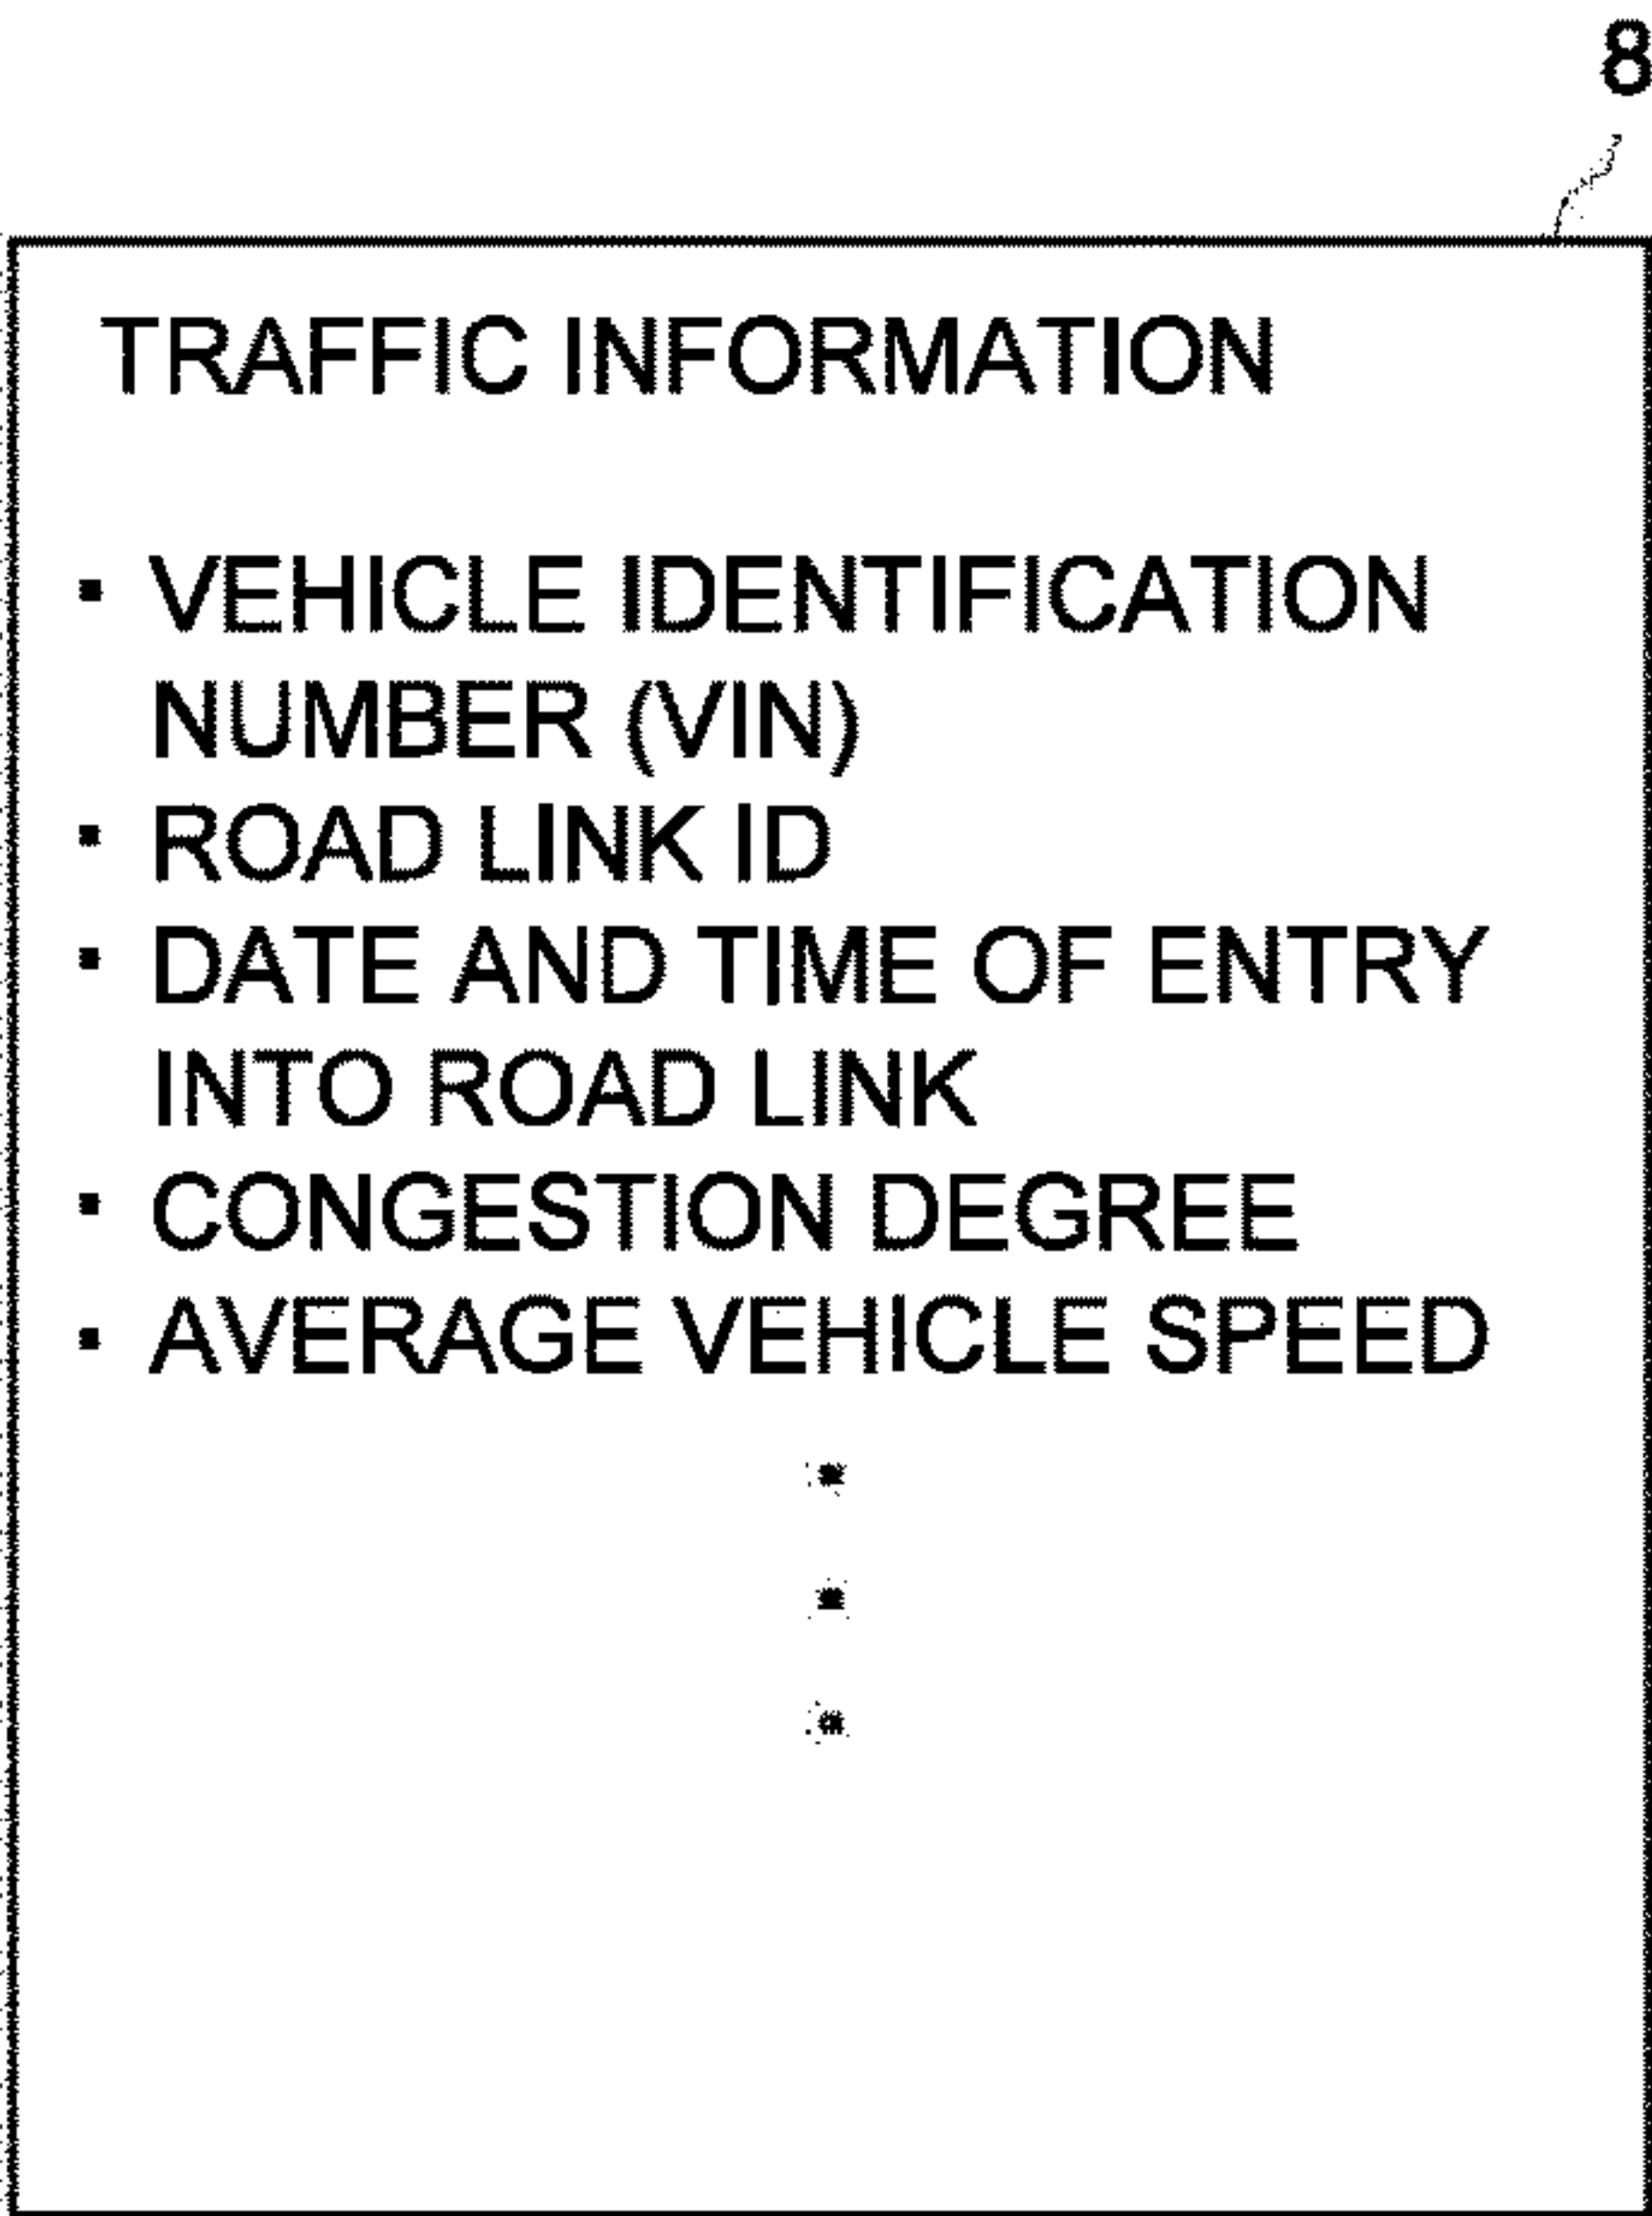 8
TRAFFIC INFORMATION
· VEHICLE IDENTIFICATION
NUMBER (VIN)
· ROAD LINK ID
· DATE AND TIME OF ENTRY
INTO ROAD LINK
· CONGESTION DEGREE
· AVERAGE VEHICLE SPEED